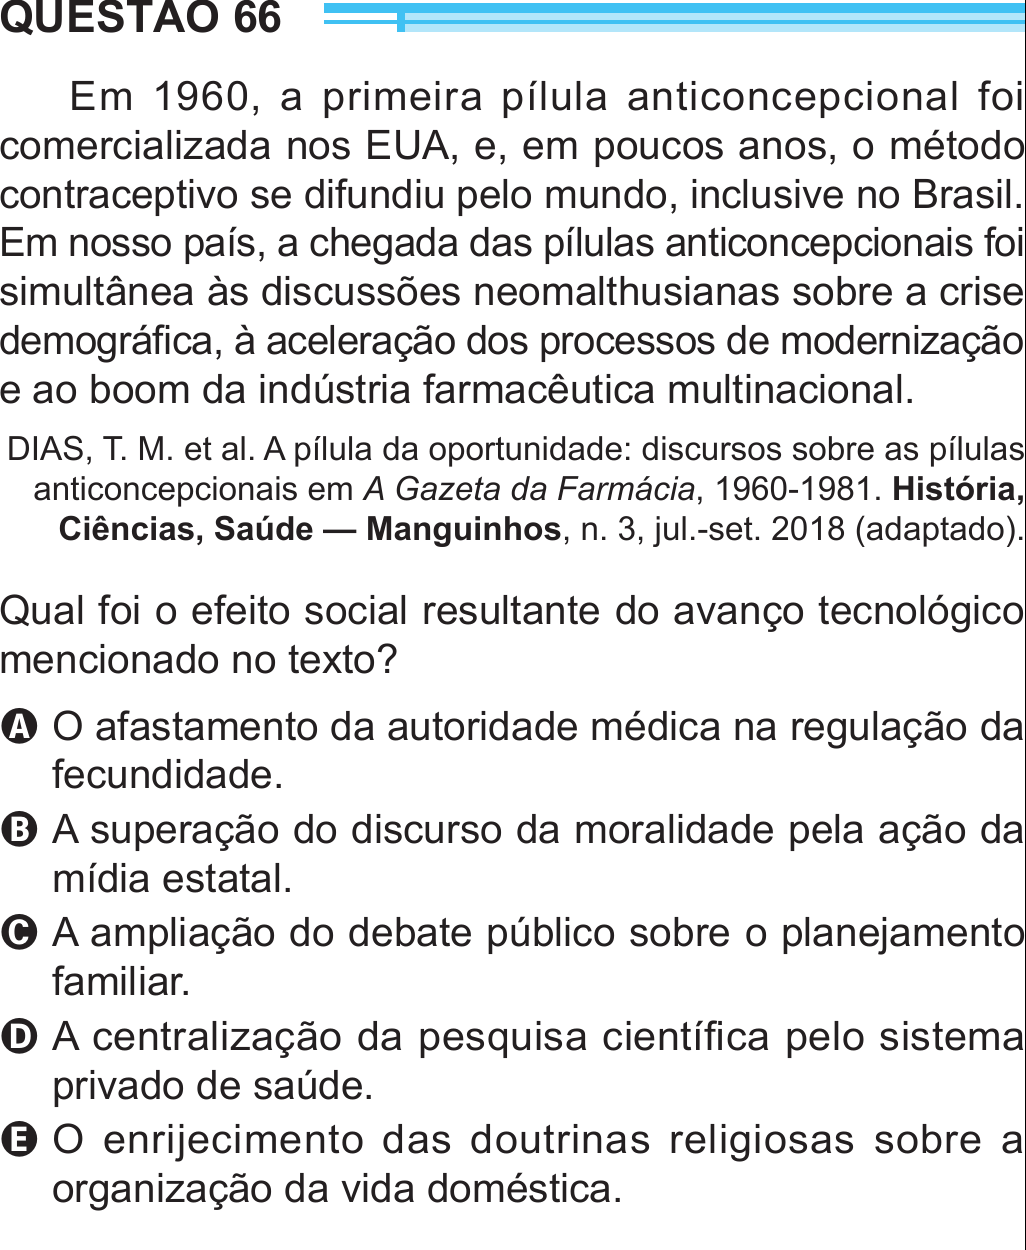 QUESTÃO 66
Em 1960, a primeira pílula anticoncepcional foi
comercializada nos EUA, e, em poucos anos, o método
contraceptivo se difundiu pelo mundo, inclusive no Brasil.
Em nosso país, a chegada das pílulas anticoncepcionais foi
simultânea às discussões neomalthusianas sobre a crise
demográfica, à aceleração dos processos de modernização
e ao boom da indústria farmacêutica multinacional.
DIAS, T. M. et al. A pílula da oportunidade: discursos sobre as pílulas
anticoncepcionais em A Gazeta da Farmácia, 1960-1981. História,
Ciências, Saúde — Manguinhos, n. 3, jul.-set. 2018 (adaptado).
Qual foi o efeito social resultante do avanço tecnológico
mencionado no texto?
A O afastamento da autoridade médica na regulação da
fecundidade.
B A superação do discurso da moralidade pela ação da
mídia estatal.
C A ampliação do debate público sobre o planejamento
familiar.
D A centralização da pesquisa científica pelo sistema
privado de saúde.
E O enrijecimento das doutrinas religiosas sobre a
organização da vida doméstica.